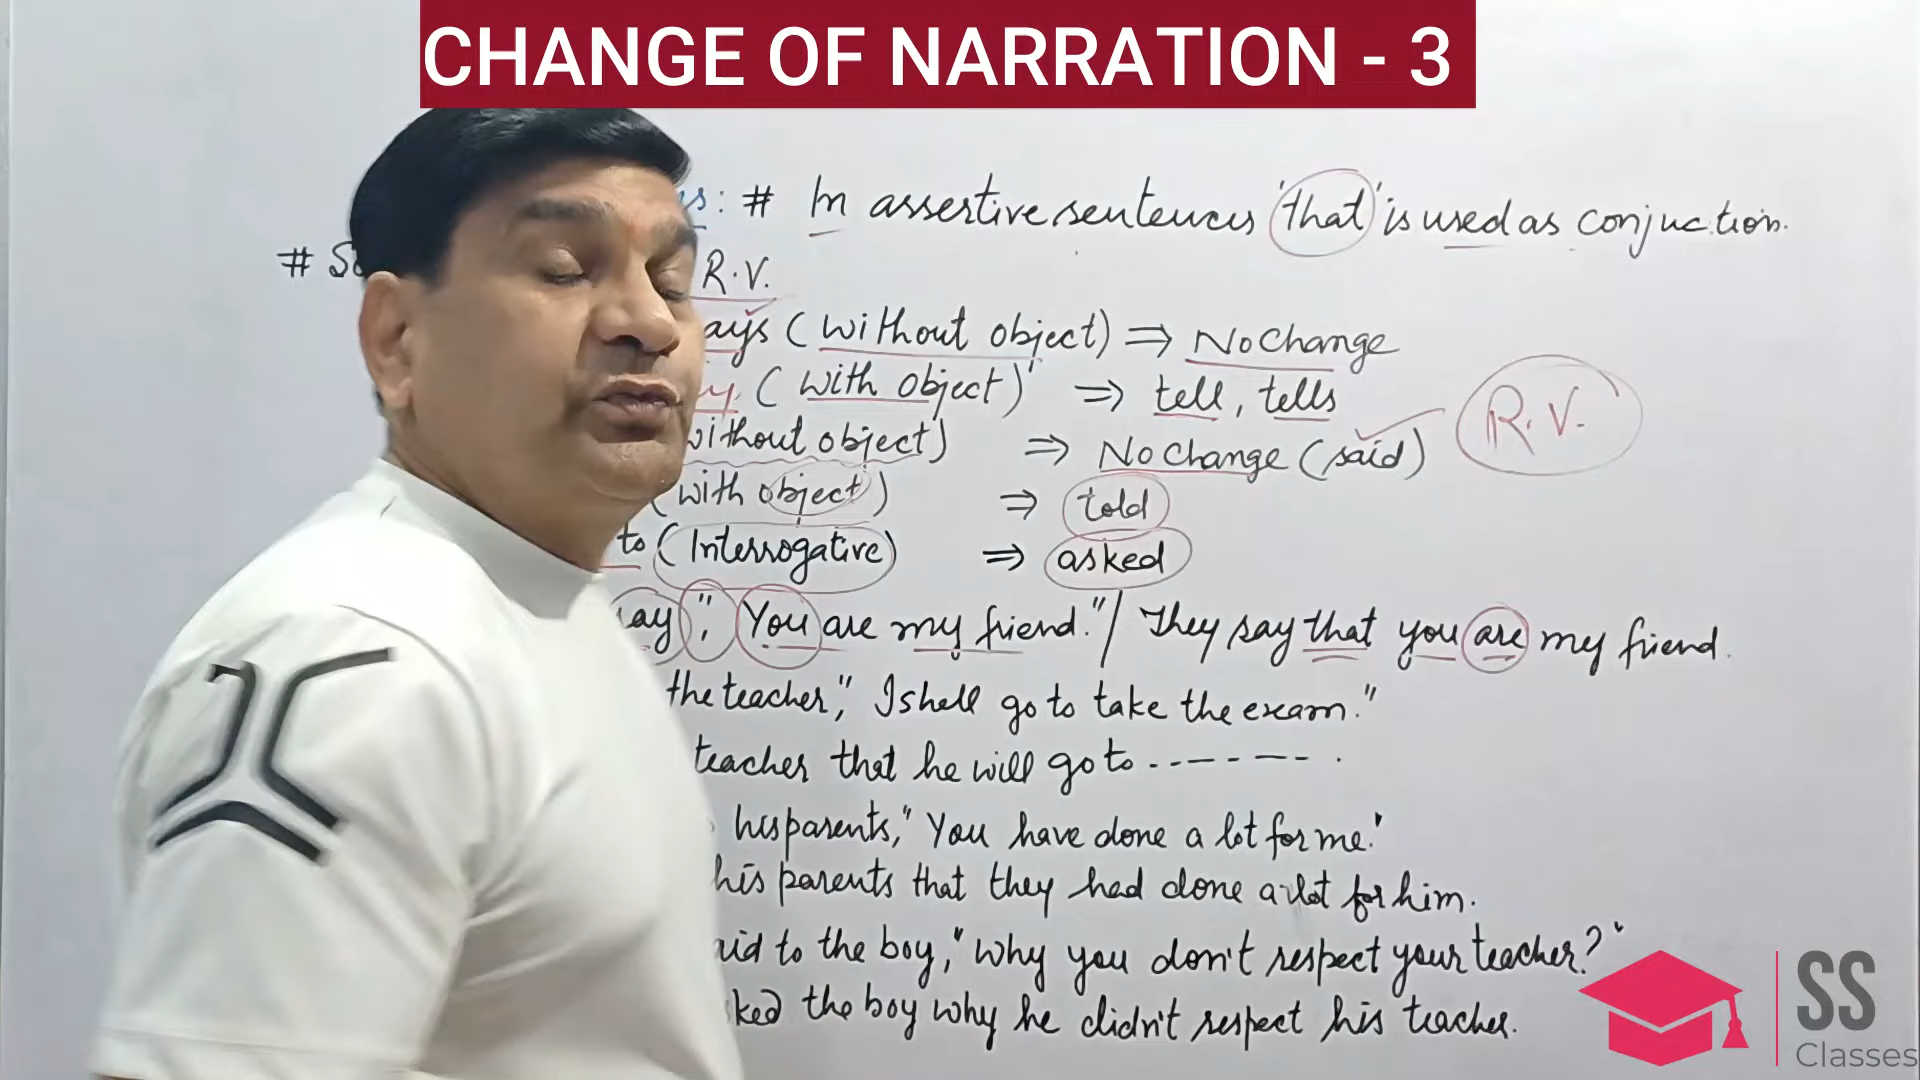 CHANGE OF NARRATION - 3
: # In assertive sentences 'that' is used as conjuction.
# R.V.
(without object) ⇒ No Change
(with object) ⇒ tell, tells
without object) ⇒ No change (said)
R.V.
(with object) ⇒ told
to (Interrogative) ⇒ asked
say ", You are my friend." / They say that you are my friend.
the teacher," I shall go to take the exam."
teacher that he will go to ------- .
his parents, "You have done a lot for me."
his parents that they had done a lot for him.
to the boy, "Why you don't respect your teacher?"
the boy why he didn't respect his teacher.
SS
Classes